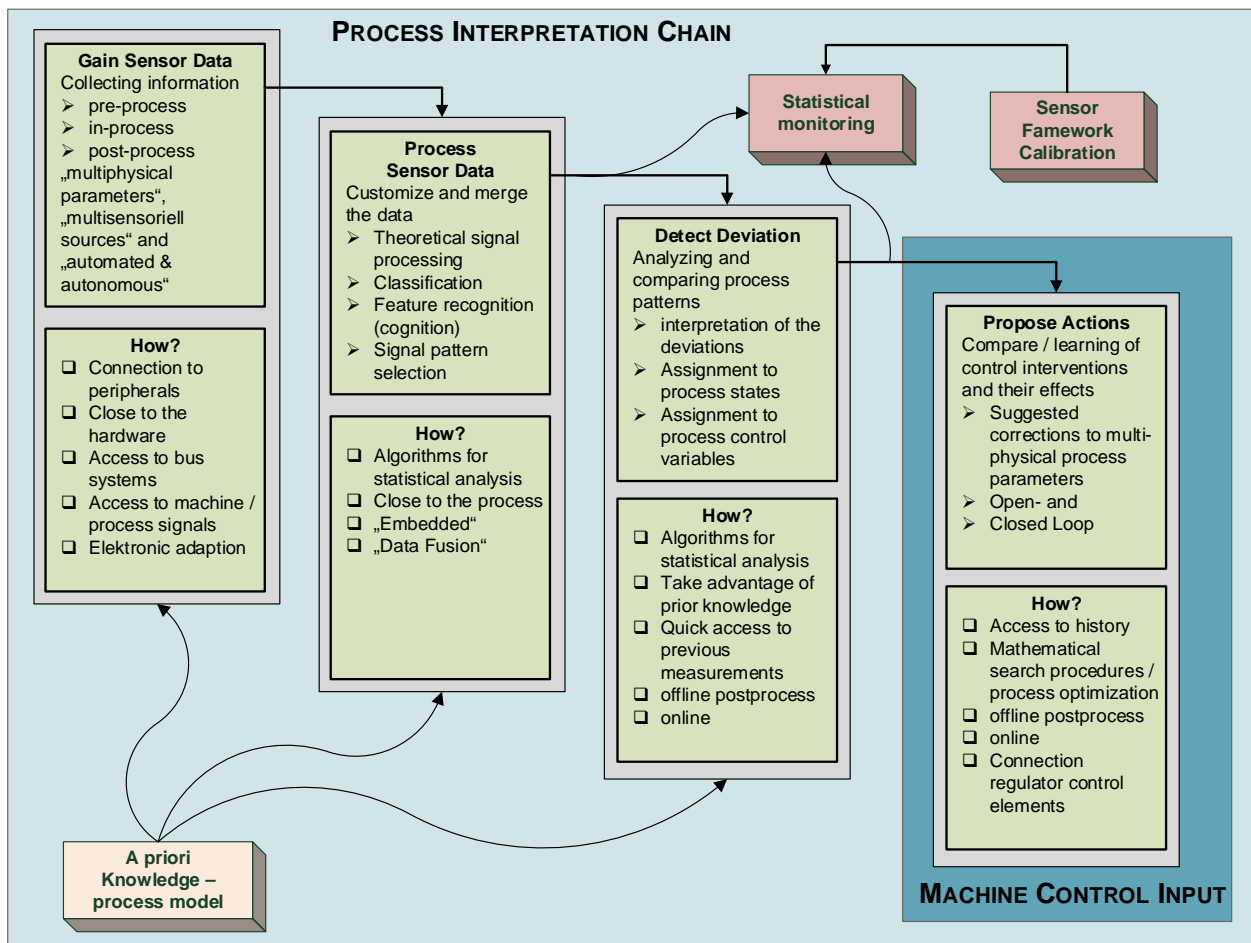 PROCESS INTERPRETATION CHAIN
Gain Sensor Data
Collecting information
➢ pre-process
➢ in-process
➢ post-process
„multiphysical
parameters“,
„multisensoriell
sources“ and
„automated &
autonomous“
How?
❑ Connection to
peripherals
❑ Close to the
hardware
❑ Access to bus
systems
❑ Access to machine /
process signals
❑ Elektronic adaption
Process
Sensor Data
Customize and merge
the data
➢ Theoretical signal
processing
➢ Classification
➢ Feature recognition
(cognition)
➢ Signal pattern
selection
How?
❑ Algorithms for
statistical analysis
❑ Close to the process
❑ „Embedded“
❑ „Data Fusion“
Statistical
monitoring
Sensor
Famework
Calibration
Detect Deviation
Analyzing and
comparing process
patterns
➢ interpretation of the
deviations
➢ Assignment to
process states
➢ Assignment to
process control
variables
How?
❑ Algorithms for
statistical analysis
❑ Take advantage of
prior knowledge
❑ Quick access to
previous
measurements
❑ offline postprocess
❑ online
Propose Actions
Compare / learning of
control interventions
and their effects
➢ Suggested
corrections to multi-
physical process
parameters
➢ Open- and
➢ Closed Loop
How?
❑ Access to history
❑ Mathematical
search procedures /
process optimization
❑ offline postprocess
❑ online
❑ Connection
regulator control
elements
A priori
Knowledge –
process model
MACHINE CONTROL INPUT